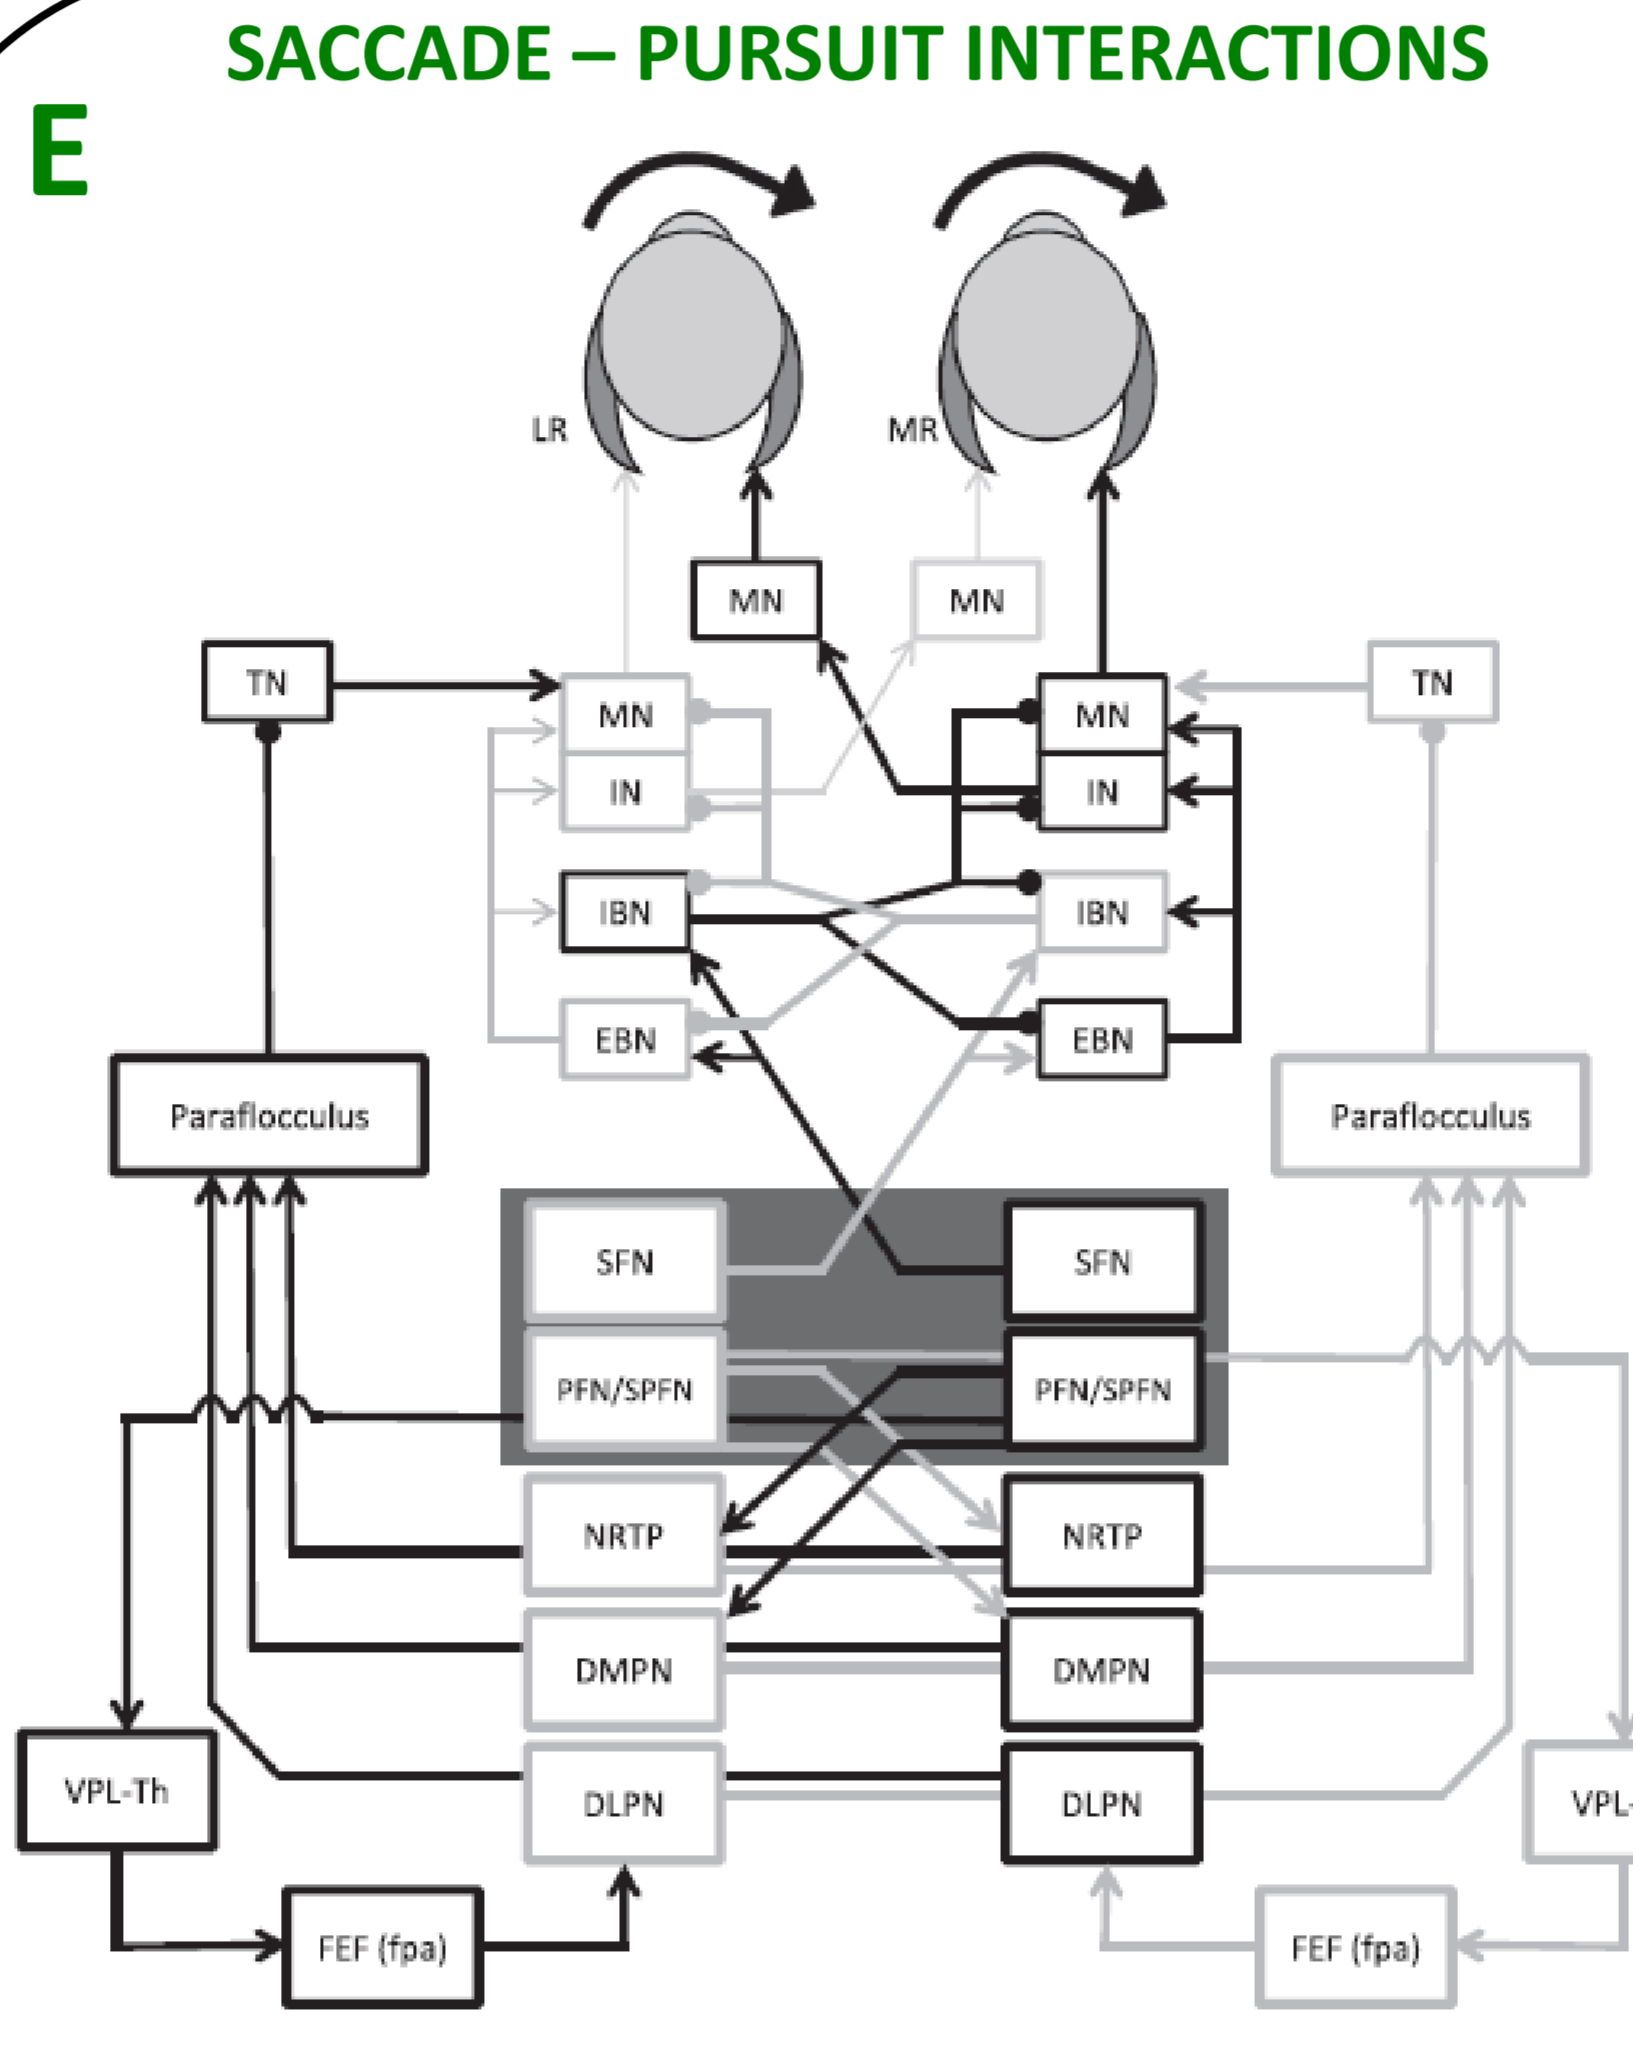 SACCADE – PURSUIT INTERACTIONS
E
LR
MR
MN
MN
TN
TN
MN
MN
IN
IN
IBN
IBN
EBN
EBN
Paraflocculus
Paraflocculus
SFN
SFN
PFN/SPFN
PFN/SPFN
NRTP
NRTP
DMPN
DMPN
VPL-Th
DLPN
DLPN
VPL-
FEF (fpa)
FEF (fpa)